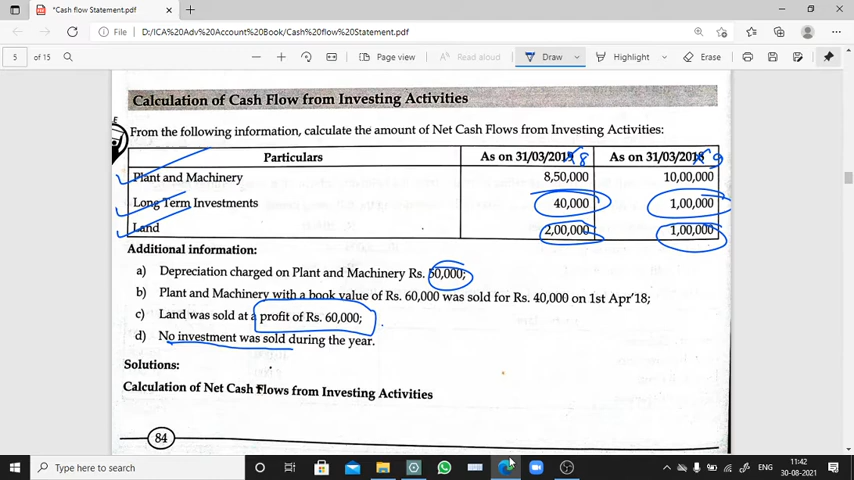 *Cash flow Statement.pdf
File
D:/ICA%20Adv%20Account%20Book/Cash%20flow%20Statement.pdf
5 of 15
Page view
Read aloud
Draw
Highlight
Erase
Calculation of Cash Flow from Investing Activities
From the following information, calculate the amount of Net Cash Flows from Investing Activities:
Particulars As on 31/03/2019 8 As on 31/03/2018 9
Plant and Machinery 8,50,000 10,00,000
Long Term Investments 40,000 1,00,000
Land 2,00,000 1,00,000
Additional information:
a) Depreciation charged on Plant and Machinery Rs. 50,000;
b) Plant and Machinery with a book value of Rs. 60,000 was sold for Rs. 40,000 on 1st Apr'18;
c) Land was sold at a profit of Rs. 60,000;
d) No investment was sold during the year.
Solutions:
Calculation of Net Cash Flows from Investing Activities
84
Type here to search
ENG
11:42
30-08-2021